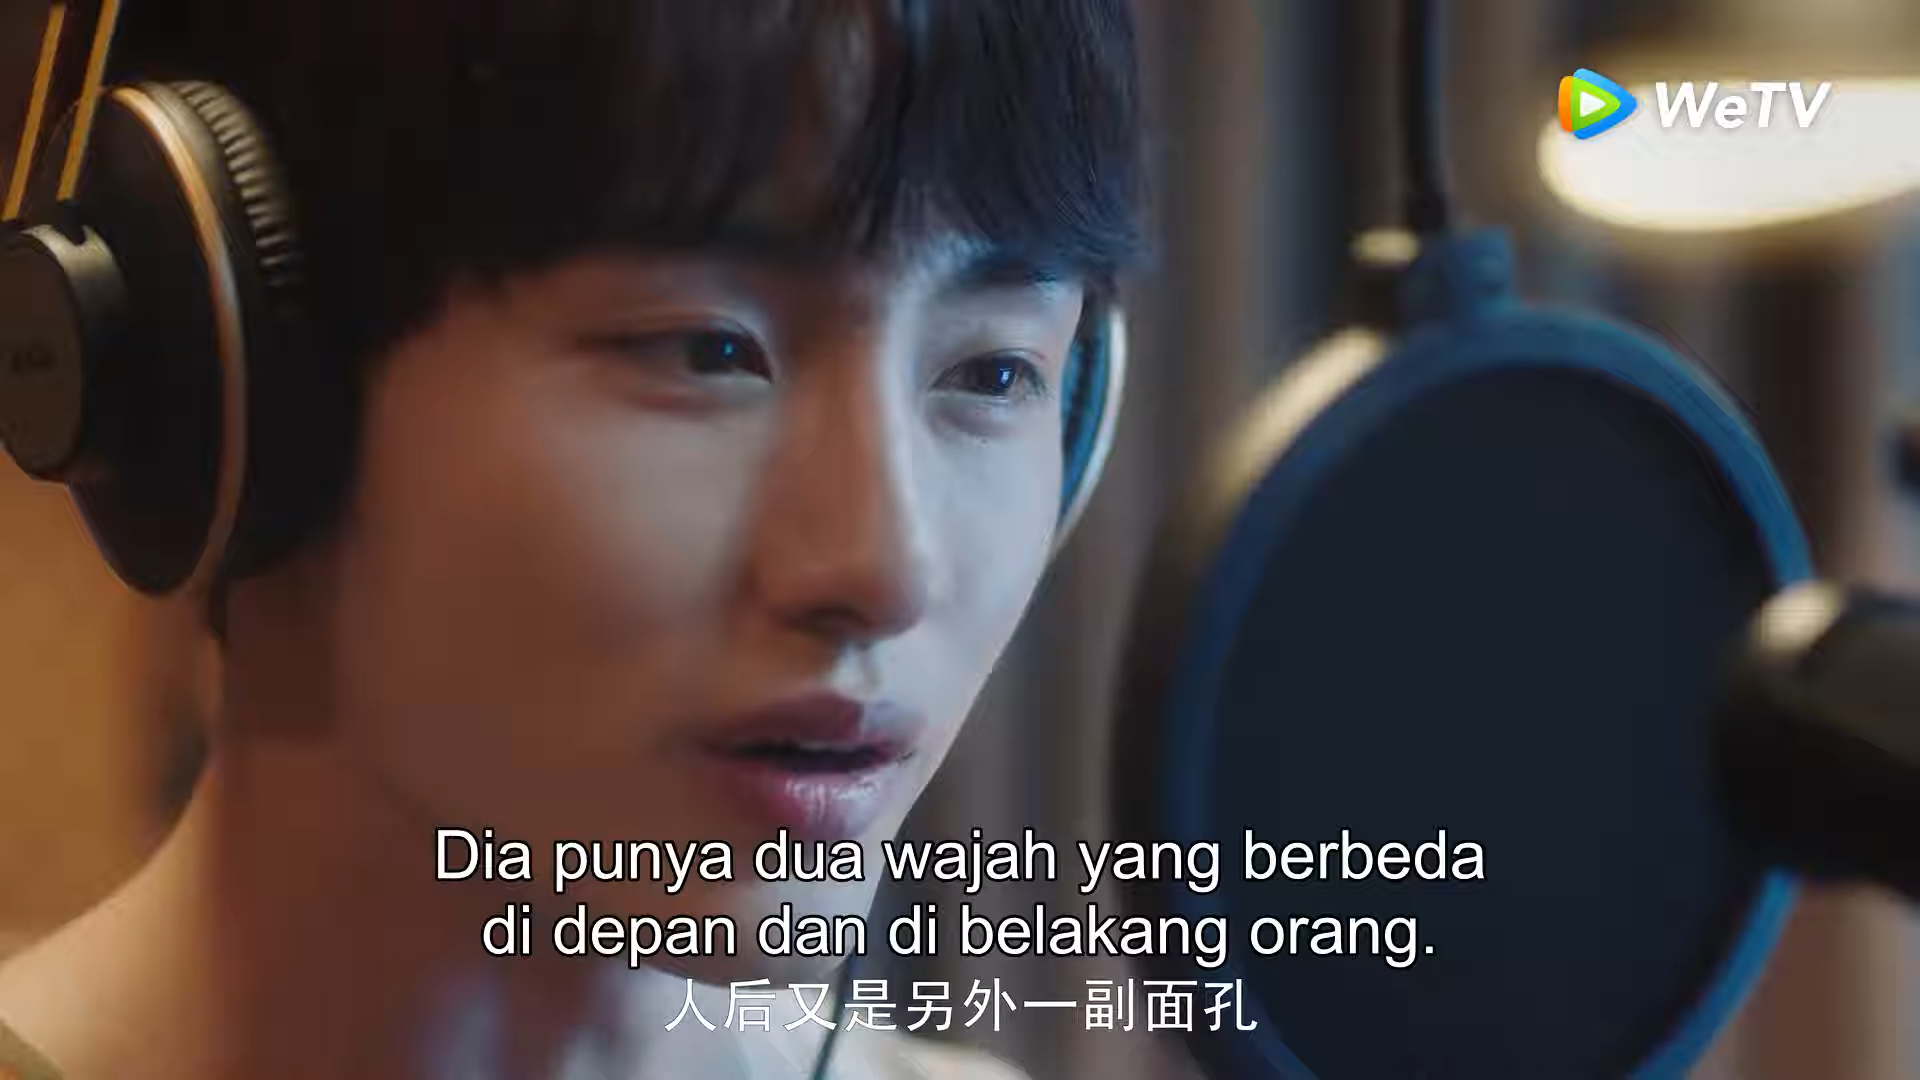 WeTV
Dia punya dua wajah yang berbeda
di depan dan di belakang orang.
人后又是另外一副面孔